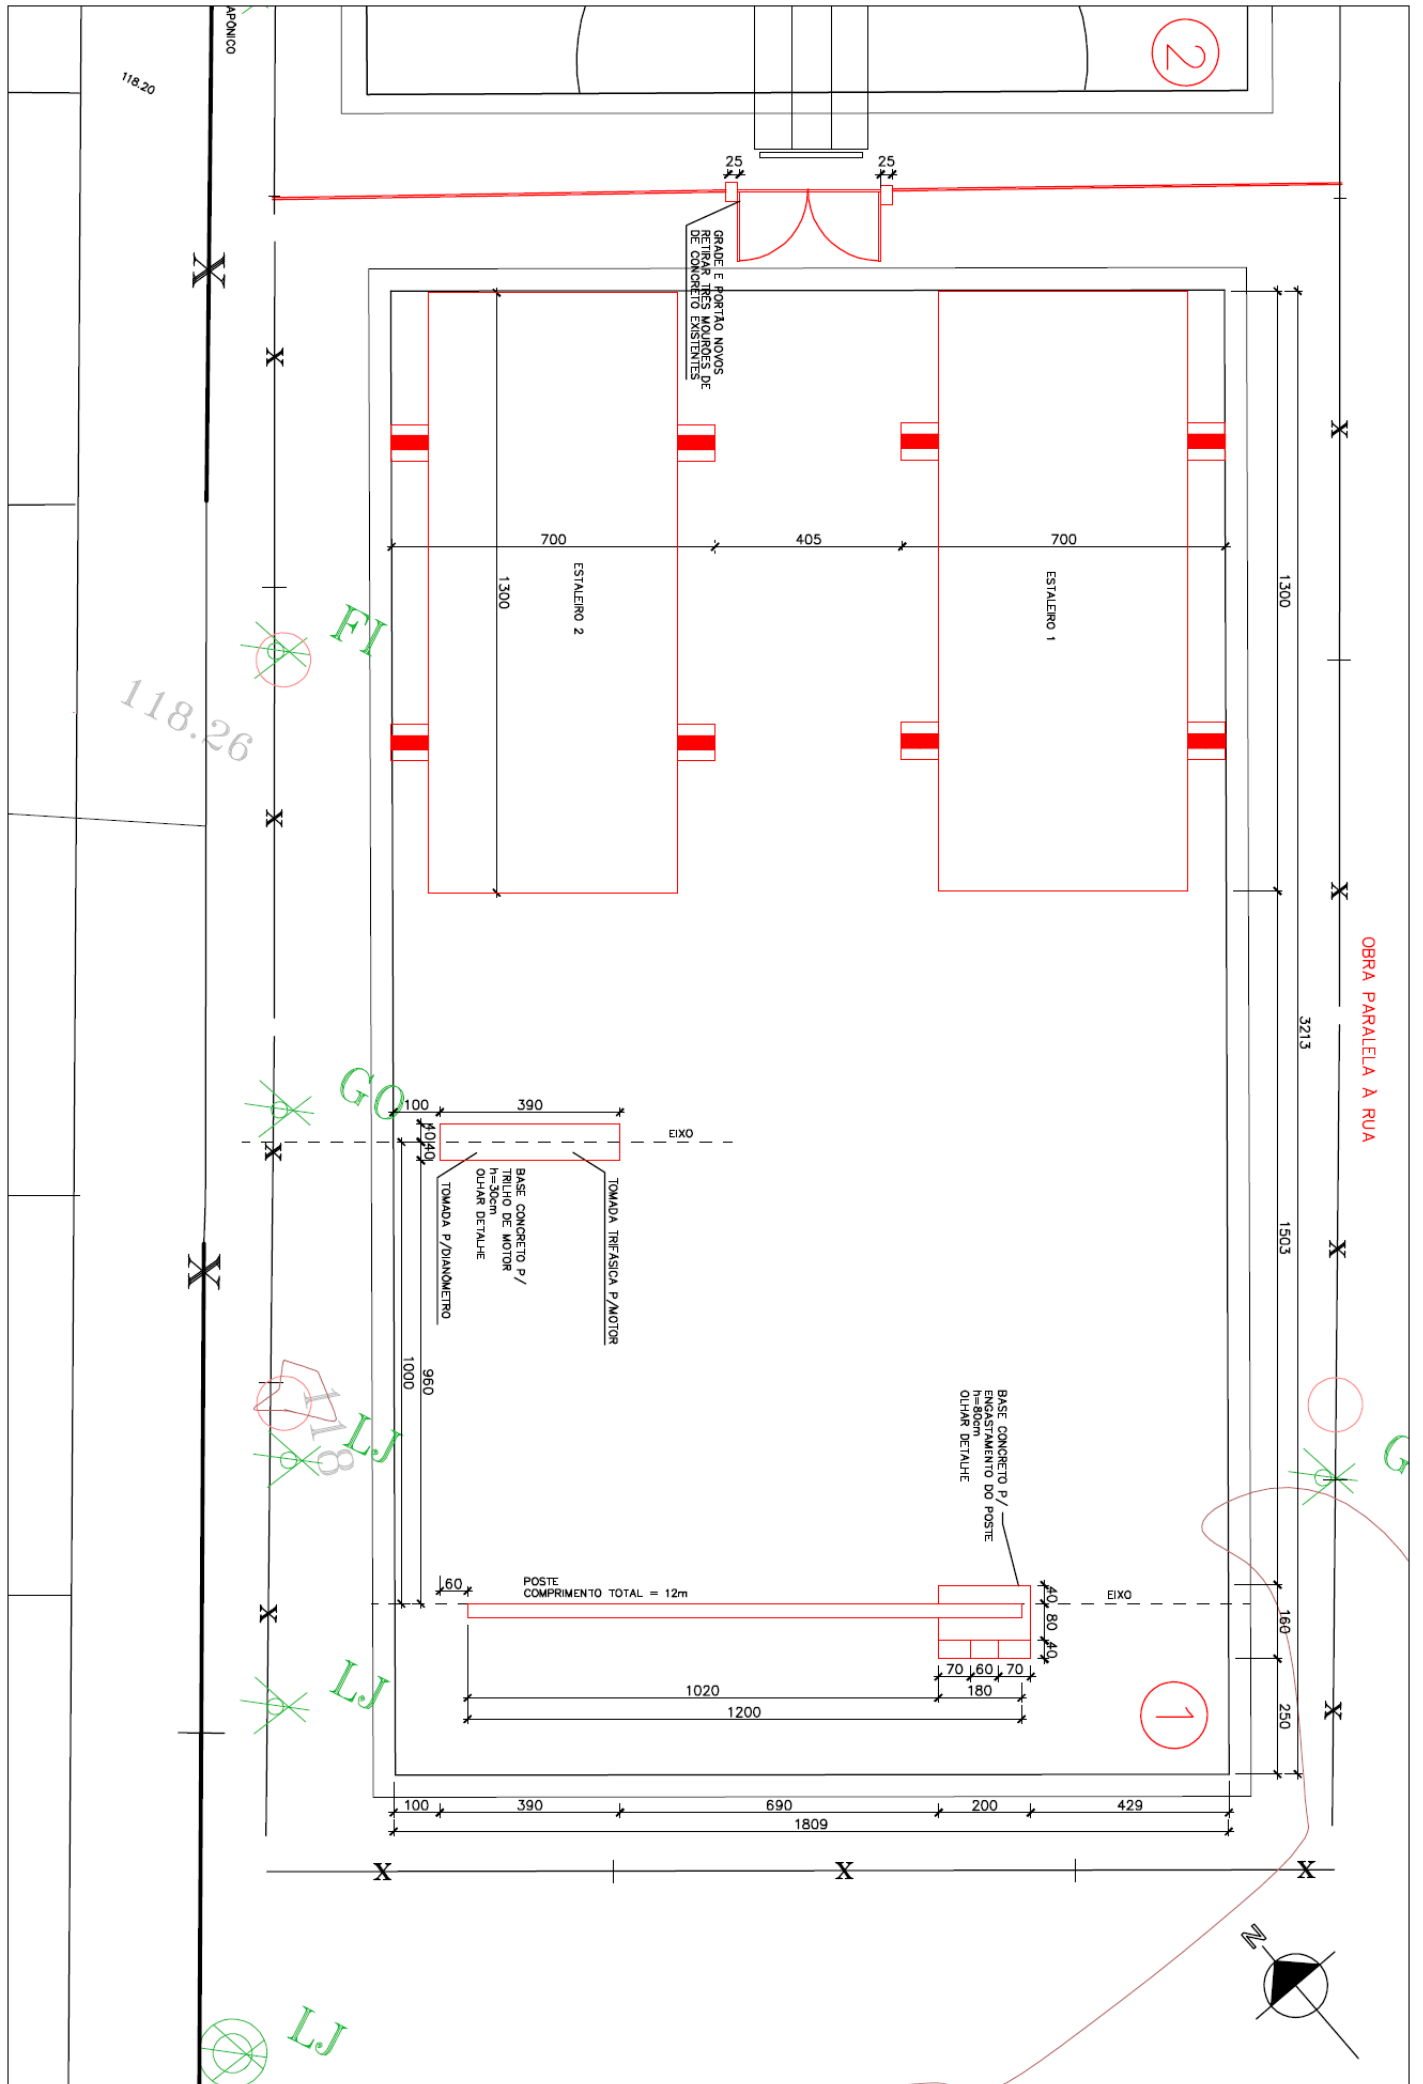 APÔNICO
118.20
2
25
25
GRADE E PORTÃO NOVOS
RETIRAR TRÊS MOURÕES DE
DE CONCRETO EXISTENTES
X
X
X
700
405
700
1300
ESTALEIRO 2
ESTALEIRO 1
1300
FI
118.26
X
X
OBRA PARALELA À RUA
3213
GO
100
390
40
40
EIXO
X
TOMADA P/DIANÔMETRO
BASE CONCRETO P/
TRILHO DE MOTOR
h=30cm
OLHAR DETALHE
TOMADA TRIFÁSICA P/MOTOR
1503
X
X
960
1000
118
LJ
BASE CONCRETO P/
ENGASTAMENTO DO POSTE
h=80cm
OLHAR DETALHE
G
60
POSTE
COMPRIMENTO TOTAL = 12m
EIXO
40
80
40
160
X
70
60
70
LJ
1020
180
1200
1
250
X
100
390
690
200
429
1809
X
X
X
N
LJ